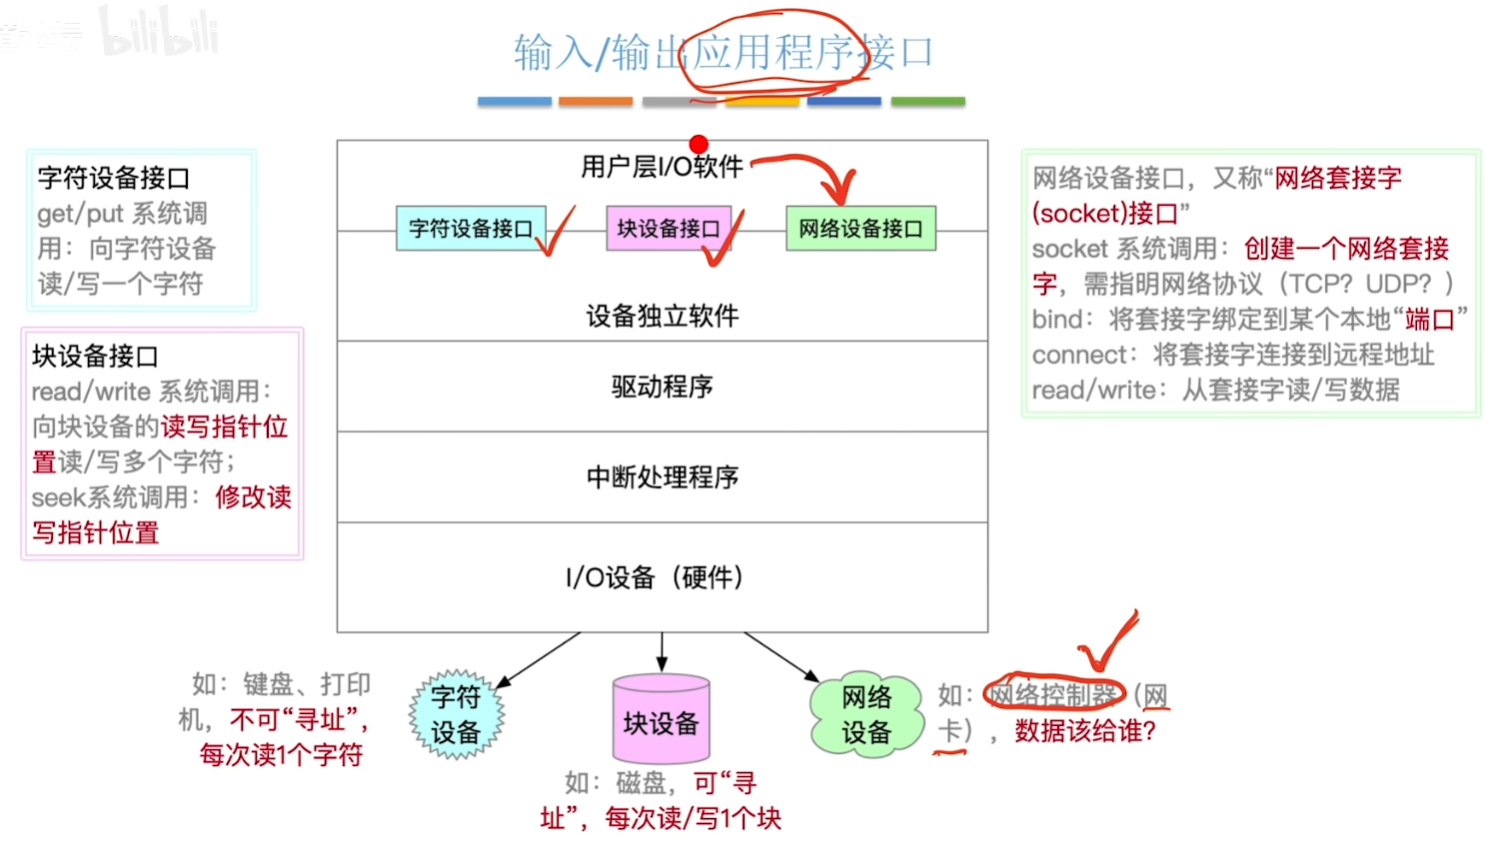 bilibili
输入/输出应用程序接口
字符设备接口
get/put 系统调
用：向字符设备
读/写一个字符
块设备接口
read/write 系统调用：
向块设备的读写指针位
置读/写多个字符；
seek系统调用：修改读
写指针位置
用户层I/O软件
字符设备接口
块设备接口
网络设备接口
设备独立软件
驱动程序
中断处理程序
I/O设备（硬件）
网络设备接口，又称“网络套接字
(socket)接口”
socket 系统调用：创建一个网络套接
字，需指明网络协议（TCP？UDP？）
bind：将套接字绑定到某个本地“端口”
connect：将套接字连接到远程地址
read/write：从套接字读/写数据
如：键盘、打印
机，不可“寻址”，
每次读1个字符
字符
设备
块设备
如：磁盘，可“寻
址”，每次读/写1个块
网络
设备
如：网络控制器（网
卡），数据该给谁？